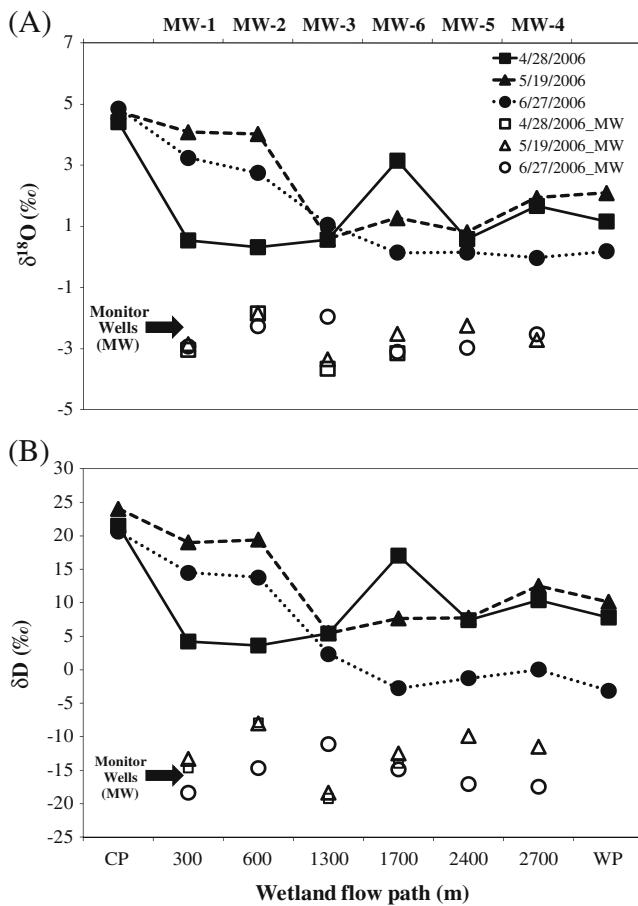 (A)
MW-1 MW-2 MW-3 MW-6 MW-5 MW-4
7
5
3
1
-1
-3
-5
δ18O (‰)
4/28/2006
5/19/2006
6/27/2006
4/28/2006_MW
5/19/2006_MW
6/27/2006_MW
Monitor
Wells
(MW)
(B)
30
25
20
15
10
5
0
-5
-10
-15
-20
-25
δD (‰)
Monitor
Wells
(MW)
CP 300 600 1300 1700 2400 2700 WP
Wetland flow path (m)